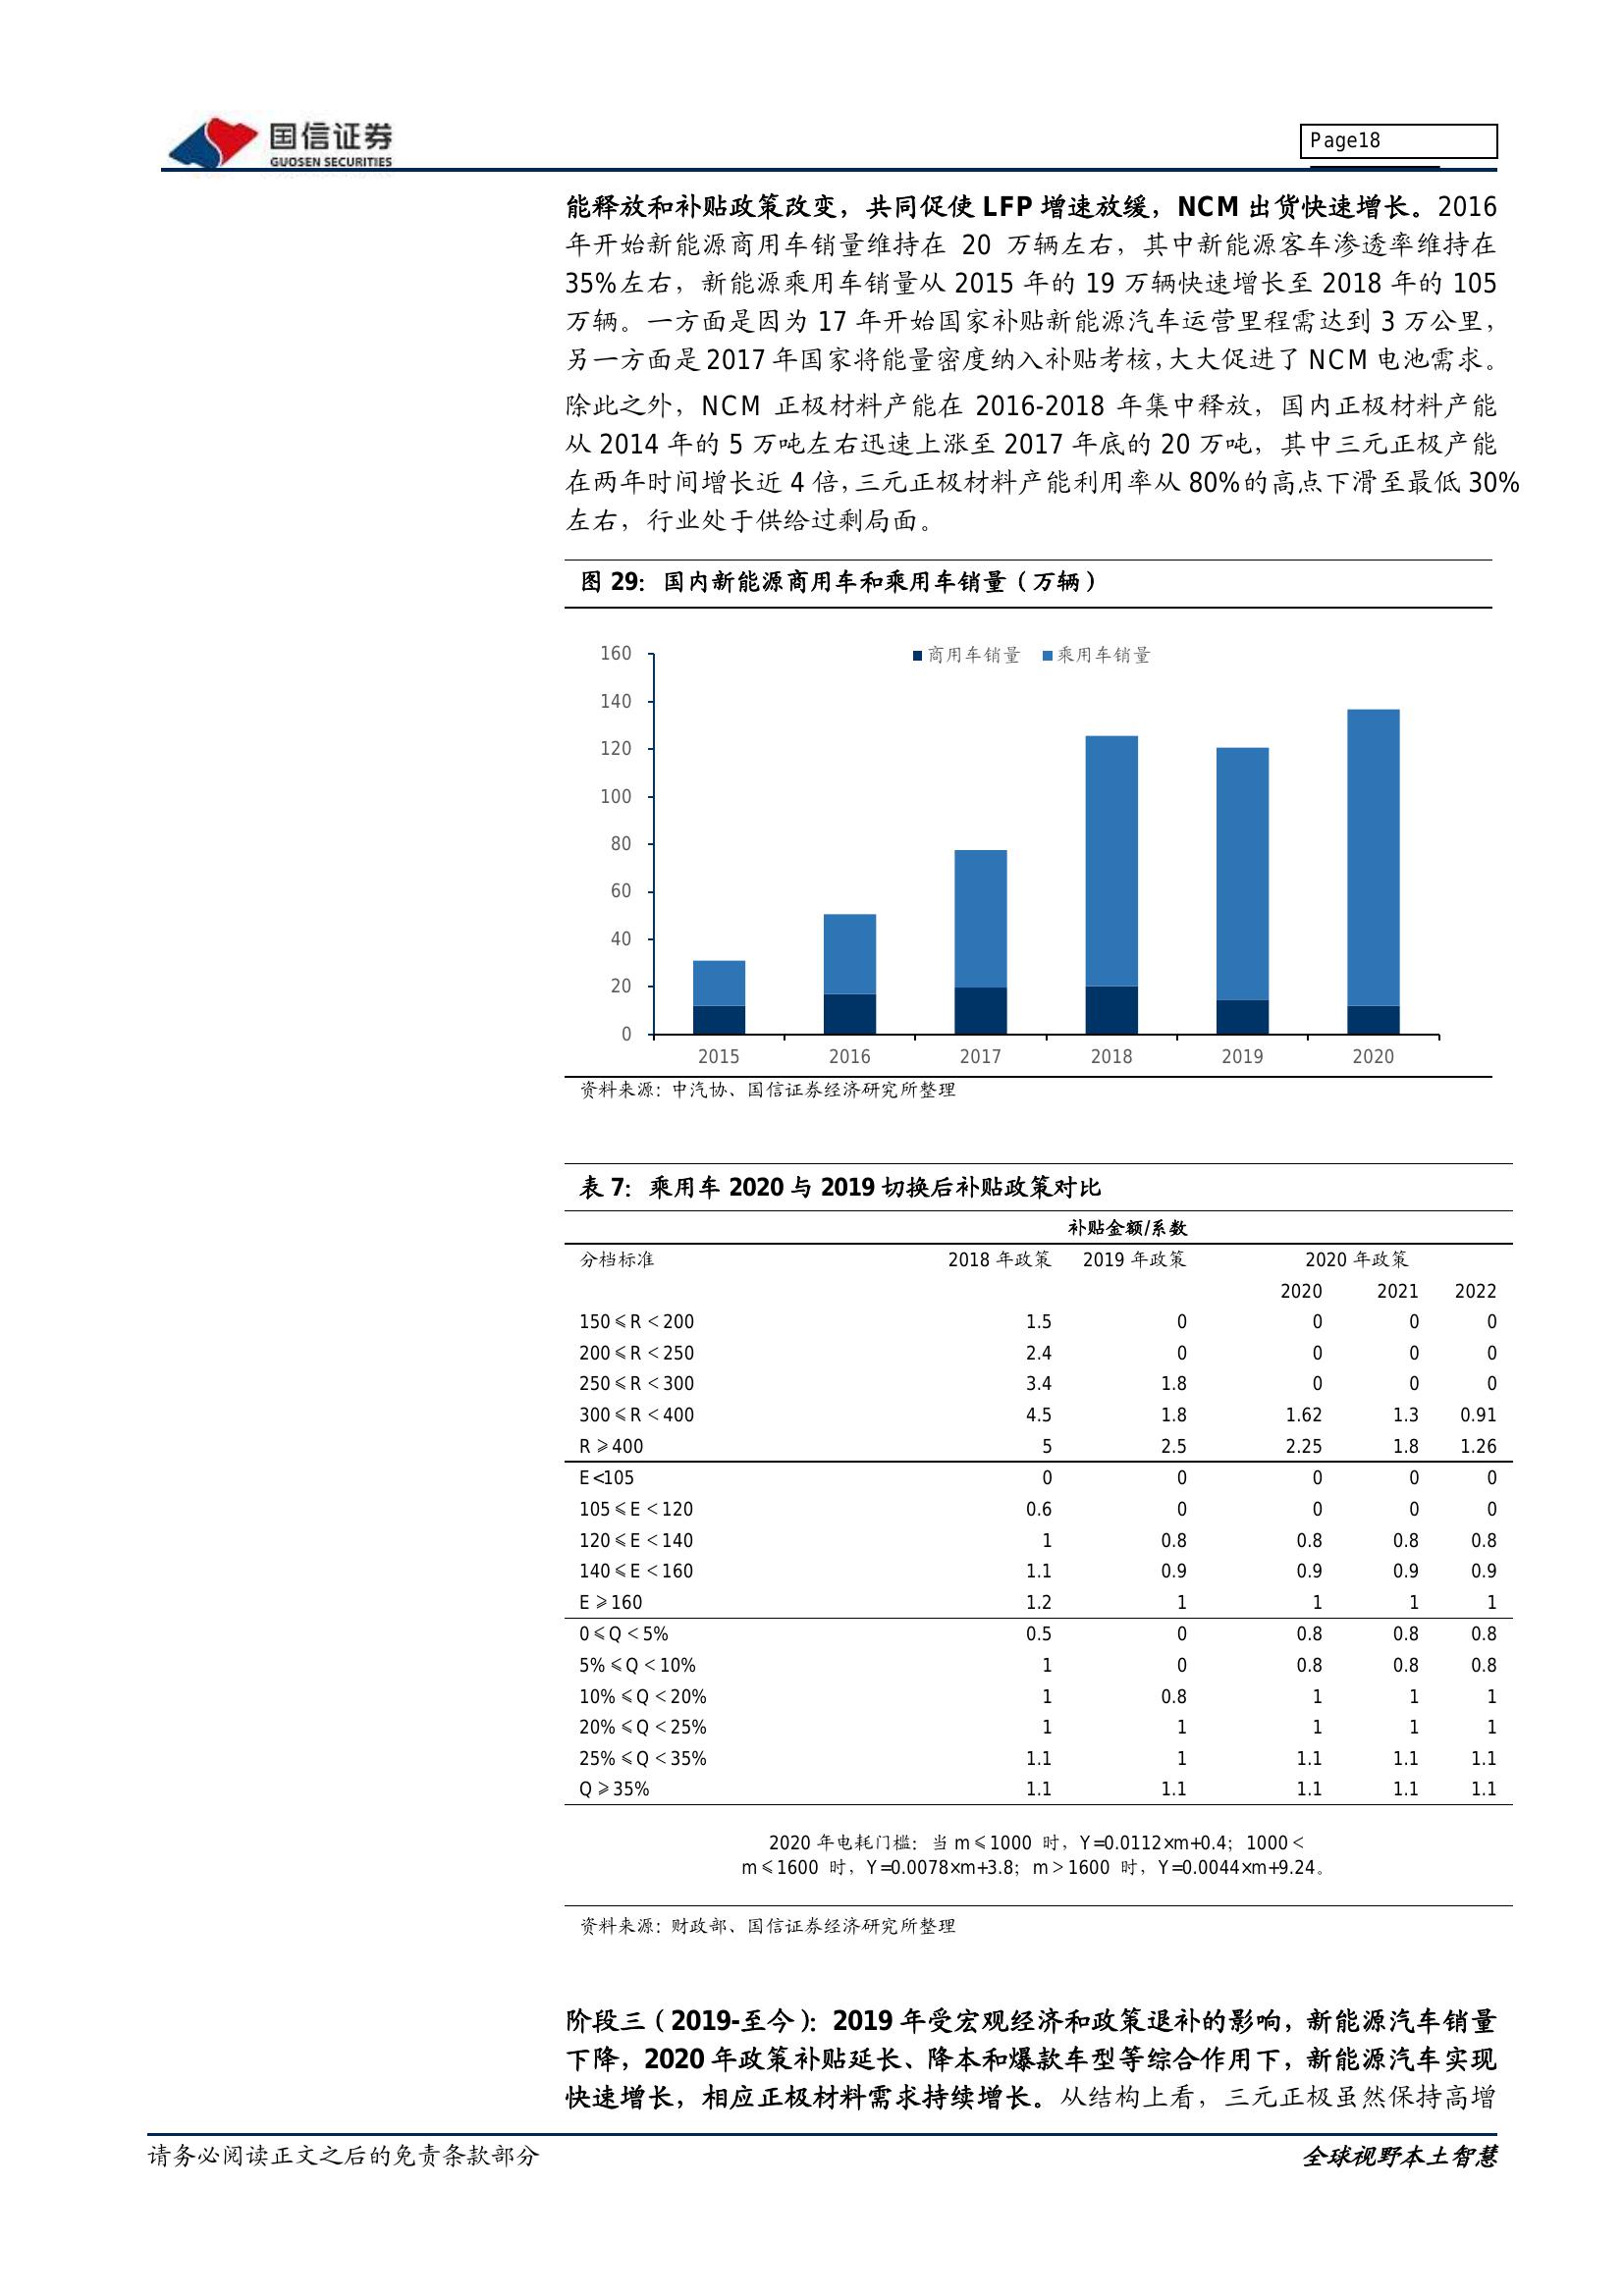 国信证券
GUOSEN SECURITIES
Page18
能释放和补贴政策改变，共同促使 LFP 增速放缓，NCM 出货快速增长。2016
年开始新能源商用车销量维持在 20 万辆左右，其中新能源客车渗透率维持在
35%左右，新能源乘用车销量从 2015 年的 19 万辆快速增长至 2018 年的 105
万辆。一方面是因为 17 年开始国家补贴新能源汽车运营里程需达到 3 万公里，
另一方面是 2017 年国家将能量密度纳入补贴考核，大大促进了 NCM 电池需求。
除此之外，NCM 正极材料产能在 2016-2018 年集中释放，国内正极材料产能
从 2014 年的 5 万吨左右迅速上涨至 2017 年底的 20 万吨，其中三元正极产能
在两年时间增长近 4 倍，三元正极材料产能利用率从 80%的高点下滑至最低 30%
左右，行业处于供给过剩局面。
图 29：国内新能源商用车和乘用车销量（万辆）
商用车销量 乘用车销量
160
140
120
100
80
60
40
20
0
2015 2016 2017 2018 2019 2020
资料来源：中汽协、国信证券经济研究所整理
表 7：乘用车 2020 与 2019 切换后补贴政策对比
补贴金额/系数
分档标准 2018 年政策 2019 年政策 2020 年政策
2020 2021 2022
150≤R＜200 1.5 0 0 0 0
200≤R＜250 2.4 0 0 0 0
250≤R＜300 3.4 1.8 0 0 0
300≤R＜400 4.5 1.8 1.62 1.3 0.91
R≥400 5 2.5 2.25 1.8 1.26
E<105 0 0 0 0 0
105≤E＜120 0.6 0 0 0 0
120≤E＜140 1 0.8 0.8 0.8 0.8
140≤E＜160 1.1 0.9 0.9 0.9 0.9
E≥160 1.2 1 1 1 1
0≤Q＜5% 0.5 0 0.8 0.8 0.8
5%≤Q＜10% 1 0 0.8 0.8 0.8
10%≤Q＜20% 1 0.8 1 1 1
20%≤Q＜25% 1 1 1 1 1
25%≤Q＜35% 1.1 1 1.1 1.1 1.1
Q≥35% 1.1 1.1 1.1 1.1 1.1
2020 年电耗门槛：当 m≤1000 时，Y=0.0112×m+0.4；1000＜
m≤1600 时，Y=0.0078×m+3.8；m＞1600 时，Y=0.0044×m+9.24。
资料来源：财政部、国信证券经济研究所整理
阶段三（2019-至今）：2019 年受宏观经济和政策退补的影响，新能源汽车销量
下降，2020 年政策补贴延长、降本和爆款车型等综合作用下，新能源汽车实现
快速增长，相应正极材料需求持续增长。从结构上看，三元正极虽然保持高增
请务必阅读正文之后的免责条款部分
全球视野本土智慧